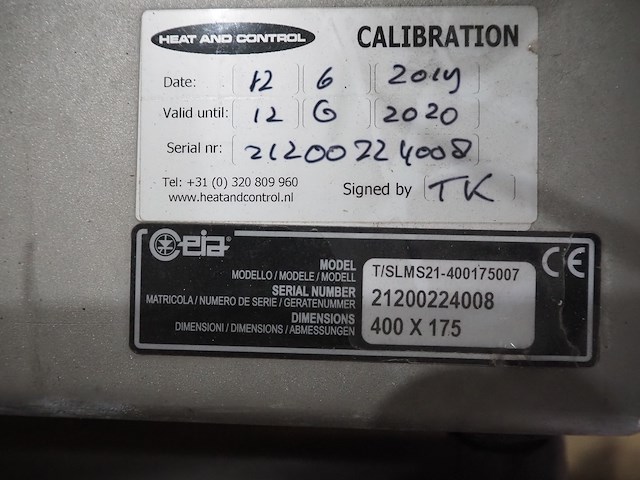 HEAT AND CONTROL CALIBRATION
Date: 12 6 2019
Valid until: 12 6 2020
Serial nr: 21200224008
Tel: +31 (0) 320 809 960 Signed by TK
www.heatandcontrol.nl
ceia CE
MODEL T/SLMS21-400175007
MODELLO / MODELE / MODELL
SERIAL NUMBER 21200224008
MATRICOLA / NUMERO DE SERIE / GERATENUMMER
DIMENSIONS 400 X 175
DIMENSIONI / DIMENSIONS / ABMESSUNGEN